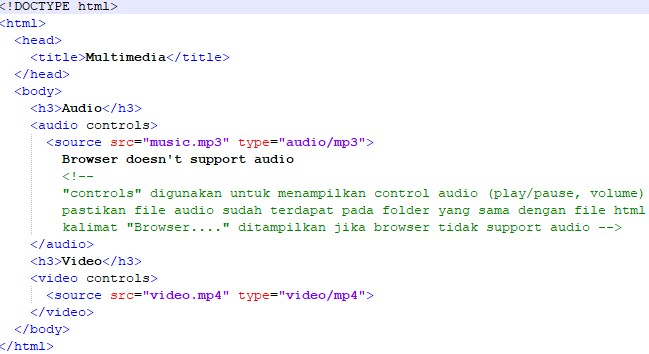 <!DOCTYPE html>
<html>
<head>
<title>Multimedia</title>
</head>
<body>
<h3>Audio</h3>
<audio controls>
<source src="music.mp3" type="audio/mp3">
Browser doesn't support audio
<!--
"controls" digunakan untuk menampilkan control audio (play/pause, volume)
pastikan file audio sudah terdapat pada folder yang sama dengan file html
kalimat "Browser...." ditampilkan jika browser tidak support audio -->
</audio>
<h3>Video</h3>
<video controls>
<source src="video.mp4" type="video/mp4">
</video>
</body>
</html>